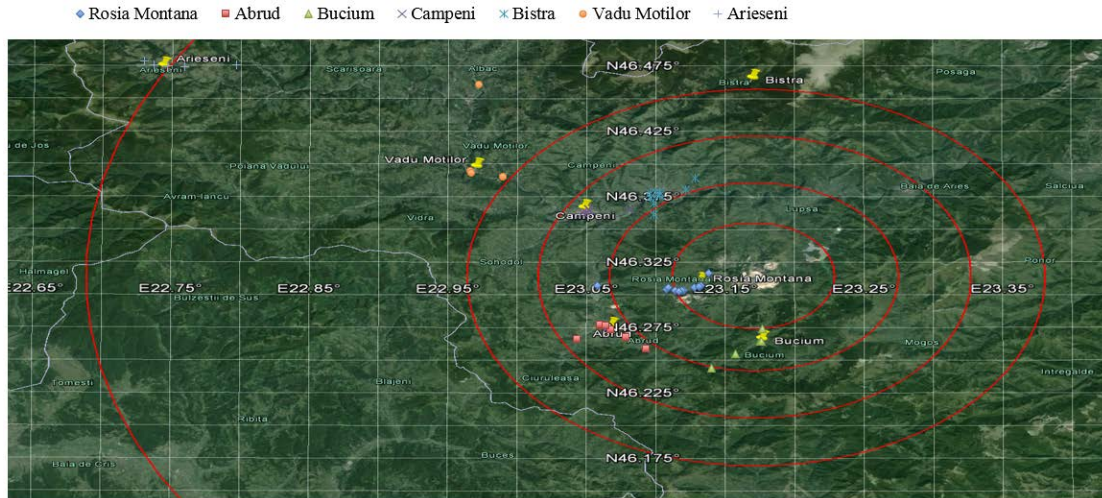 Rosia Montana Abrud Bucium Campeni Bistra Vadu Motilor Arieseni
Arieseni
Arieseni Scarisoara Albac N46.475° Bistra Bistra Posaga
N46.425°
u de Jos Vadu Motilor
Vadu Motilor Poiana Vadului Campeni
Avram-Iancu N46.375° Baia de Aries Salciua
Campeni Vidra Lupsa
Halmagel Sohodol N46.325° Ponor
Rosia Montana Rosia Montana
E22.65 E22.75° E22.85° E22.95° E23.05° E23.15° E23.25° E23.35°
Bulzestii de Sus
N46.275°
Abrud Abrud Bucium Mogos
Bucium
Tomesti Blajeni Ciuruleasa Intregalde
N46.225°
Ribita
Baia de Cris Buces N46.175°